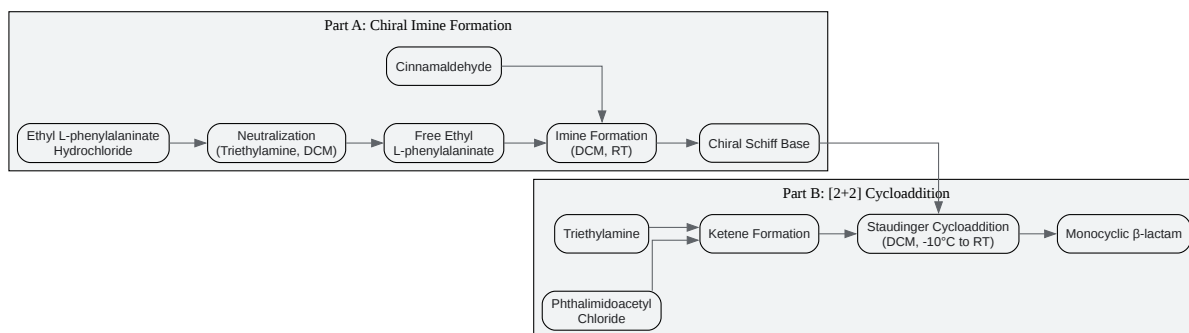 Part A: Chiral Imine Formation
Cinnamaldehyde
Ethyl L-phenylalaninate
Hydrochloride
Neutralization
(Triethylamine, DCM)
Free Ethyl
L-phenylalaninate
Imine Formation
(DCM, RT)
Chiral Schiff Base
Part B: [2+2] Cycloaddition
Triethylamine
Ketene Formation
Staudinger Cycloaddition
(DCM, -10°C to RT)
Monocyclic β-lactam
Phthalimidoacetyl
Chloride